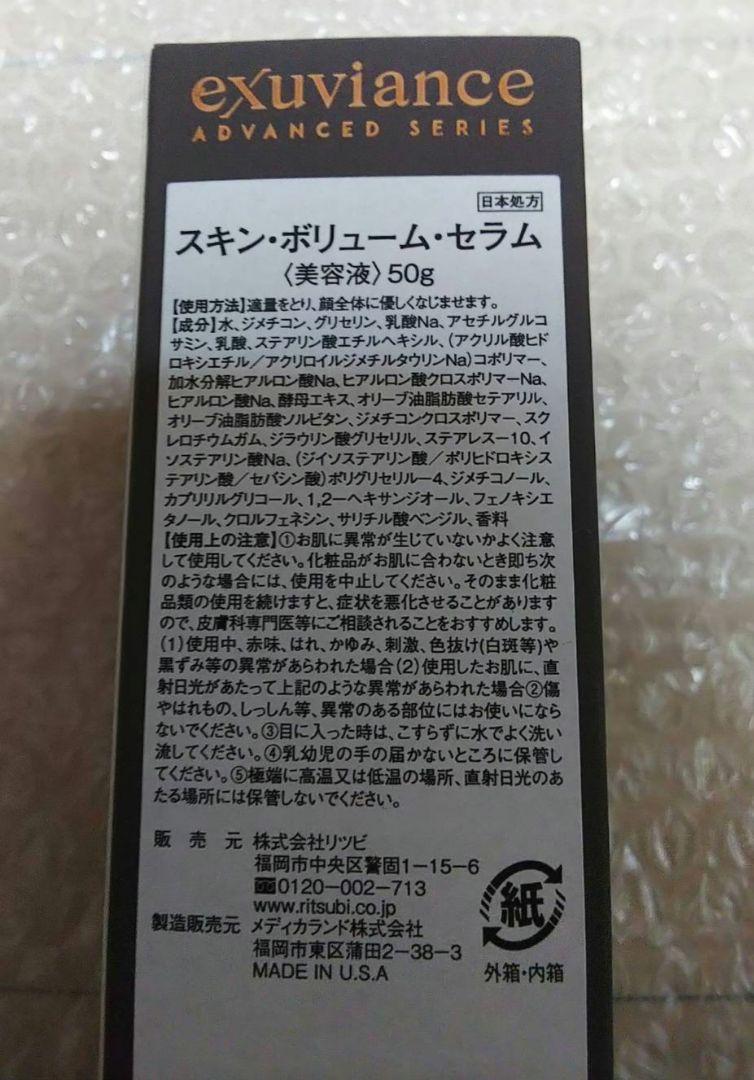 exuviance
ADVANCED SERIES
日本処方
スキン・ボリューム・セラム
〈美容液〉50g
【使用方法】適量をとり、顔全体に優しくなじませます。
【成分】水、ジメチコン、グリセリン、乳酸Na、アセチルグルコ
サミン、乳酸、ステアリン酸エチルヘキシル、(アクリル酸ヒド
ロキシエチル／アクリロイルジメチルタウリンNa)コポリマー、
加水分解ヒアルロン酸Na、ヒアルロン酸クロスポリマーNa、
ヒアルロン酸Na、酵母エキス、オリーブ油脂肪酸セテアリル、
オリーブ油脂肪酸ソルビタン、ジメチコンクロスポリマー、スク
レロチウムガム、ジラウリン酸グリセリル、ステアレス－10、イ
ソステアリン酸Na、(ジイソステアリン酸／ポリヒドロキシス
テアリン酸／セバシン酸)ポリグリセリル－4、ジメチコノール、
カプリリルグリコール、1,2－ヘキサンジオール、フェノキシエ
タノール、クロルフェネシン、サリチル酸ベンジル、香料
【使用上の注意】①お肌に異常が生じていないかよく注意
して使用してください。化粧品がお肌に合わないとき即ち次
のような場合には、使用を中止してください。そのまま化粧
品類の使用を続けますと、症状を悪化させることがあります
ので、皮膚科専門医等にご相談されることをおすすめします。
(1)使用中、赤味、はれ、かゆみ、刺激、色抜け(白斑等)や
黒ずみ等の異常があらわれた場合(2)使用したお肌に、直
射日光があたって上記のような異常があらわれた場合②傷
やはれもの、しっしん等、異常のある部位にはお使いになら
ないでください。③目に入った時は、こすらずに水でよく洗い
流してください。④乳幼児の手の届かないところに保管し
てください。⑤極端に高温又は低温の場所、直射日光のあ
たる場所には保管しないでください。
販売元 株式会社リツビ
福岡市中央区警固1－15－6
0120－002－713
www.ritsubi.co.jp
製造販売元 メディカランド株式会社
福岡市東区蒲田2－38－3
MADE IN U.S.A
紙
外箱・内箱